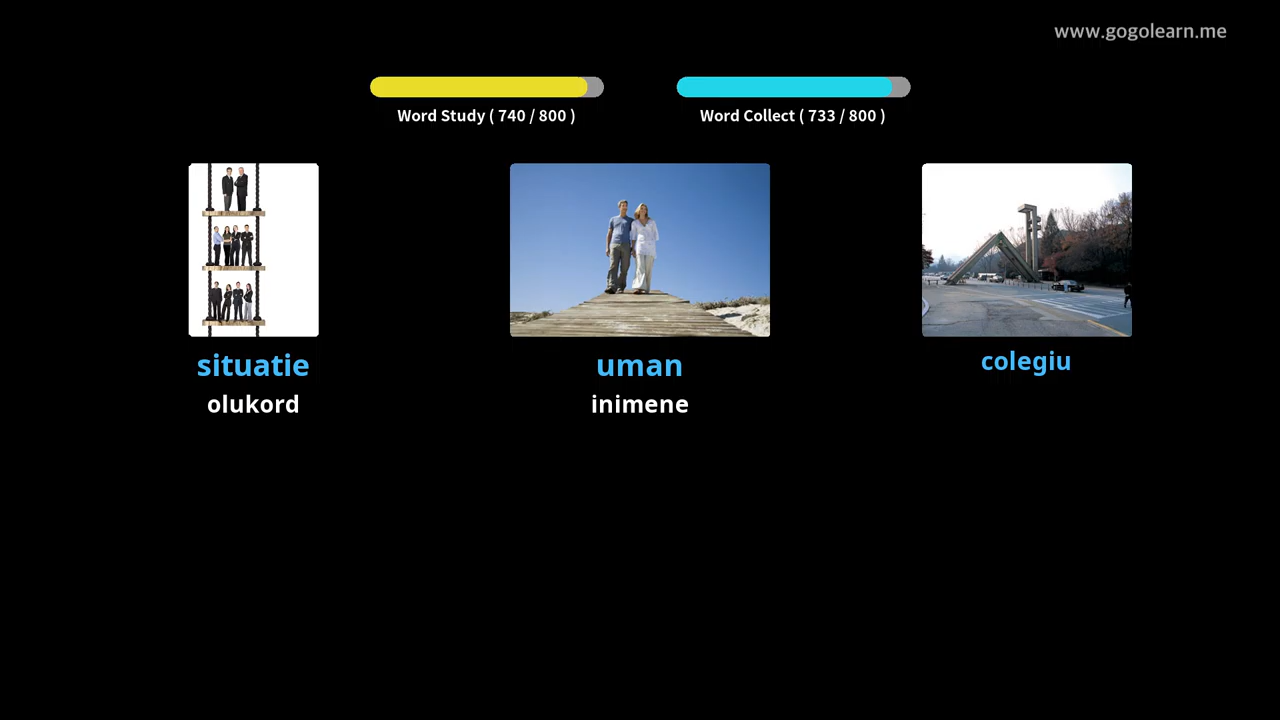 www.gogolearn.me
Word Study ( 740 / 800 )
Word Collect ( 733 / 800 )
situatie
olukord
uman
inimene
colegiu